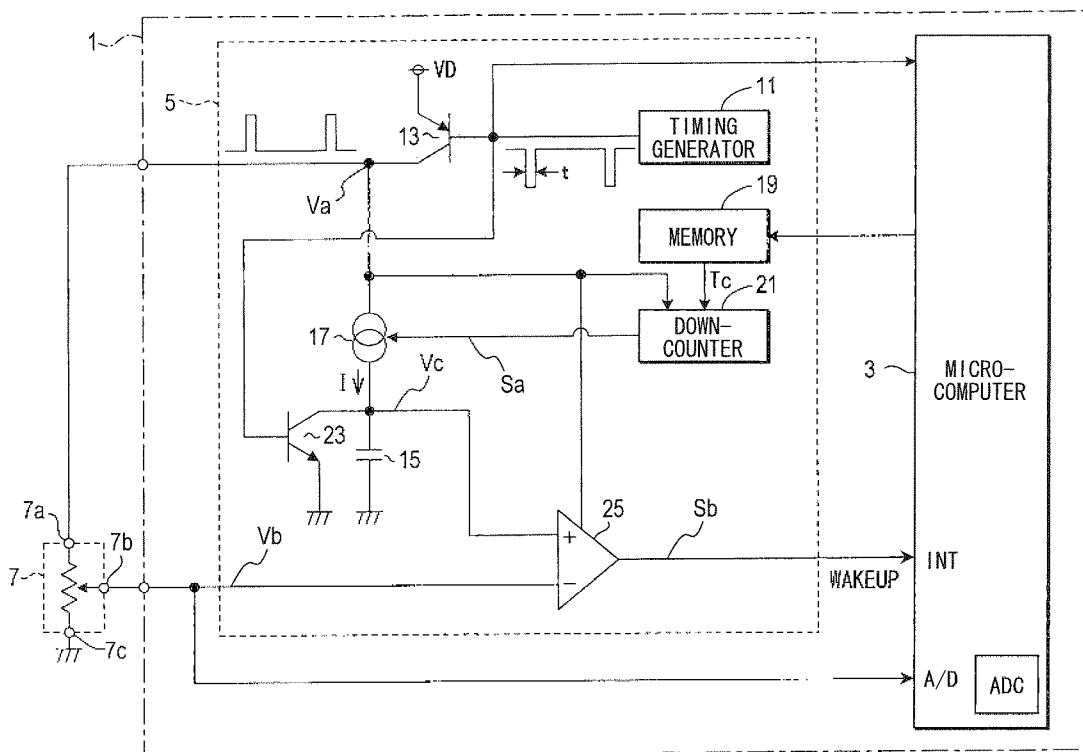 1
5
VD
13
11
TIMING
GENERATOR
t
Va
19
MEMORY
Tc
21
DOWN-
COUNTER
17
Sa
3
MICRO-
COMPUTER
I
Vc
23
15
7a
7b
Vb
25
Sb
+
−
7
WAKEUP
INT
7c
A/D
ADC